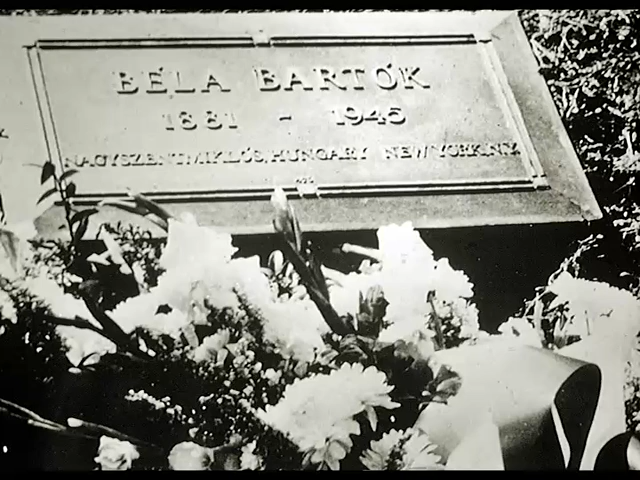 BÉLA BARTÓK
1881 - 1945
NAGYSZENTMIKLÓS, HUNGARY NEW YORK, N.Y.